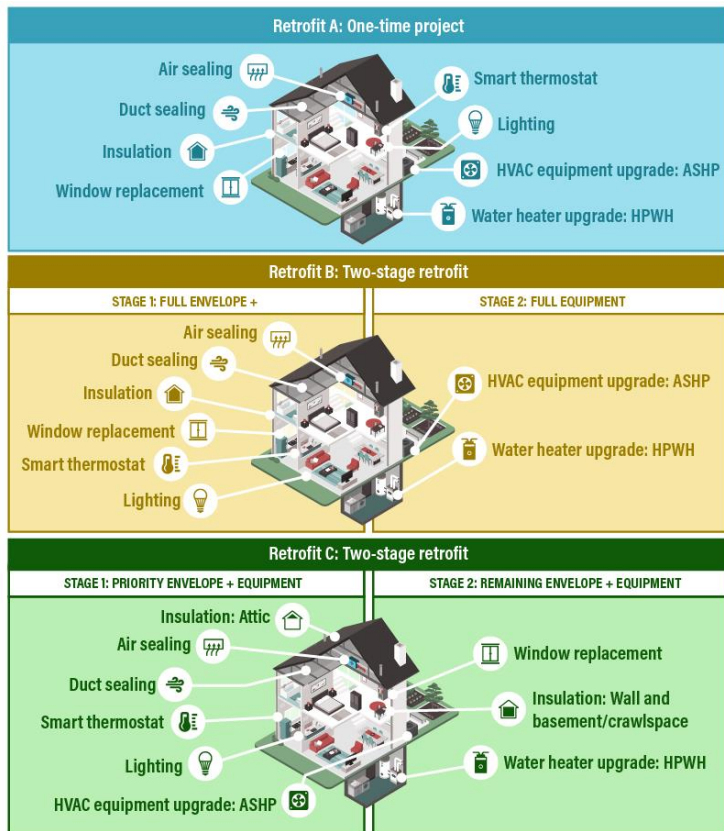 Retrofit A: One-time project
Air sealing
Duct sealing
Insulation
Window replacement
Smart thermostat
Lighting
HVAC equipment upgrade: ASHP
Water heater upgrade: HPWH
Retrofit B: Two-stage retrofit
STAGE 1: FULL ENVELOPE +
Air sealing
Duct sealing
Insulation
Window replacement
Smart thermostat
Lighting
STAGE 2: FULL EQUIPMENT
HVAC equipment upgrade: ASHP
Water heater upgrade: HPWH
Retrofit C: Two-stage retrofit
STAGE 1: PRIORITY ENVELOPE + EQUIPMENT
Insulation: Attic
Air sealing
Duct sealing
Smart thermostat
Lighting
HVAC equipment upgrade: ASHP
STAGE 2: REMAINING ENVELOPE + EQUIPMENT
Window replacement
Insulation: Wall and
basement/crawlspace
Water heater upgrade: HPWH